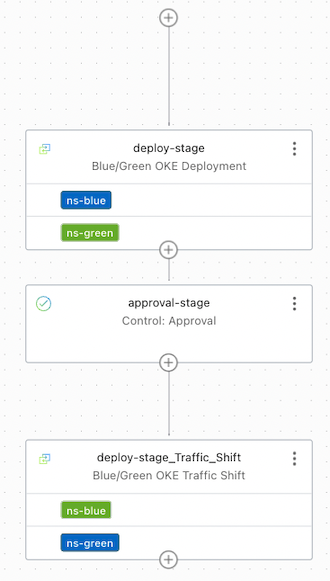 deploy-stage
Blue/Green OKE Deployment
ns-blue
ns-green
approval-stage
Control: Approval
deploy-stage_Traffic_Shift
Blue/Green OKE Traffic Shift
ns-blue
ns-green